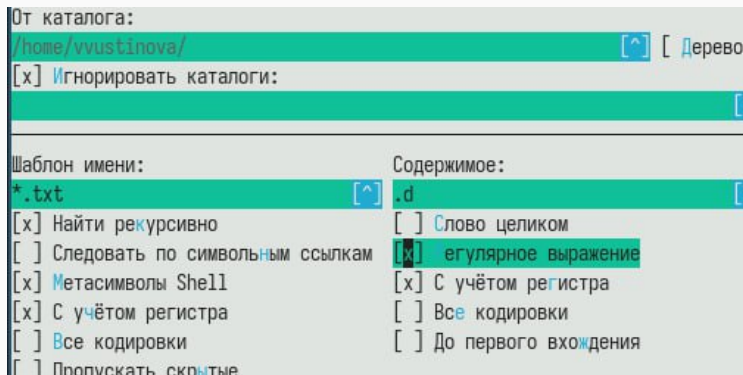 От каталога:
/home/vvustinova/ [^] [ Дерево
[x] Игнорировать каталоги:
[
Шаблон имени: Содержимое:
*.txt [^] .d [
[x] Найти рекурсивно [ ] Слово целиком
[ ] Следовать по символьным ссылкам [x] егулярное выражение
[x] Метасимволы Shell [x] С учётом регистра
[x] С учётом регистра [ ] Все кодировки
[ ] Все кодировки [ ] До первого вхождения
[ ] Пропускать скрытые